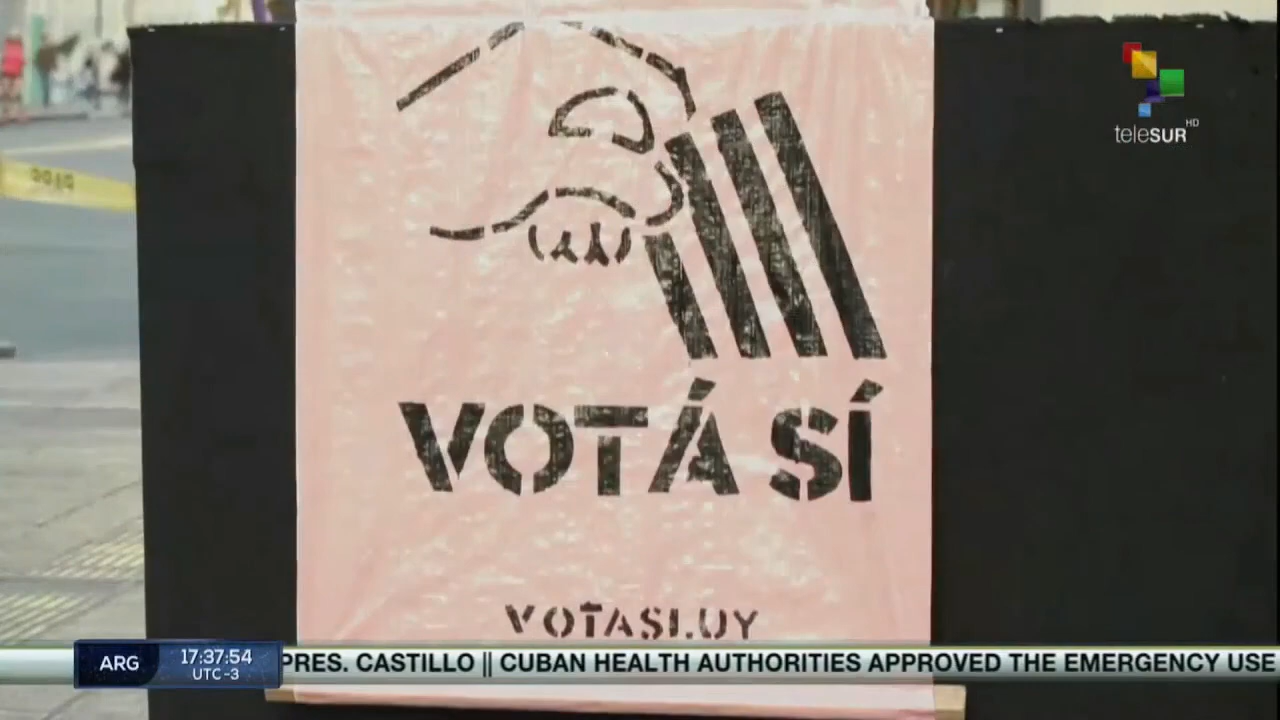 VOTÁ SÍ
VOTASI.UY
teleSUR HD
ARG
17:37:54
UTC -3
PRES. CASTILLO || CUBAN HEALTH AUTHORITIES APPROVED THE EMERGENCY USE